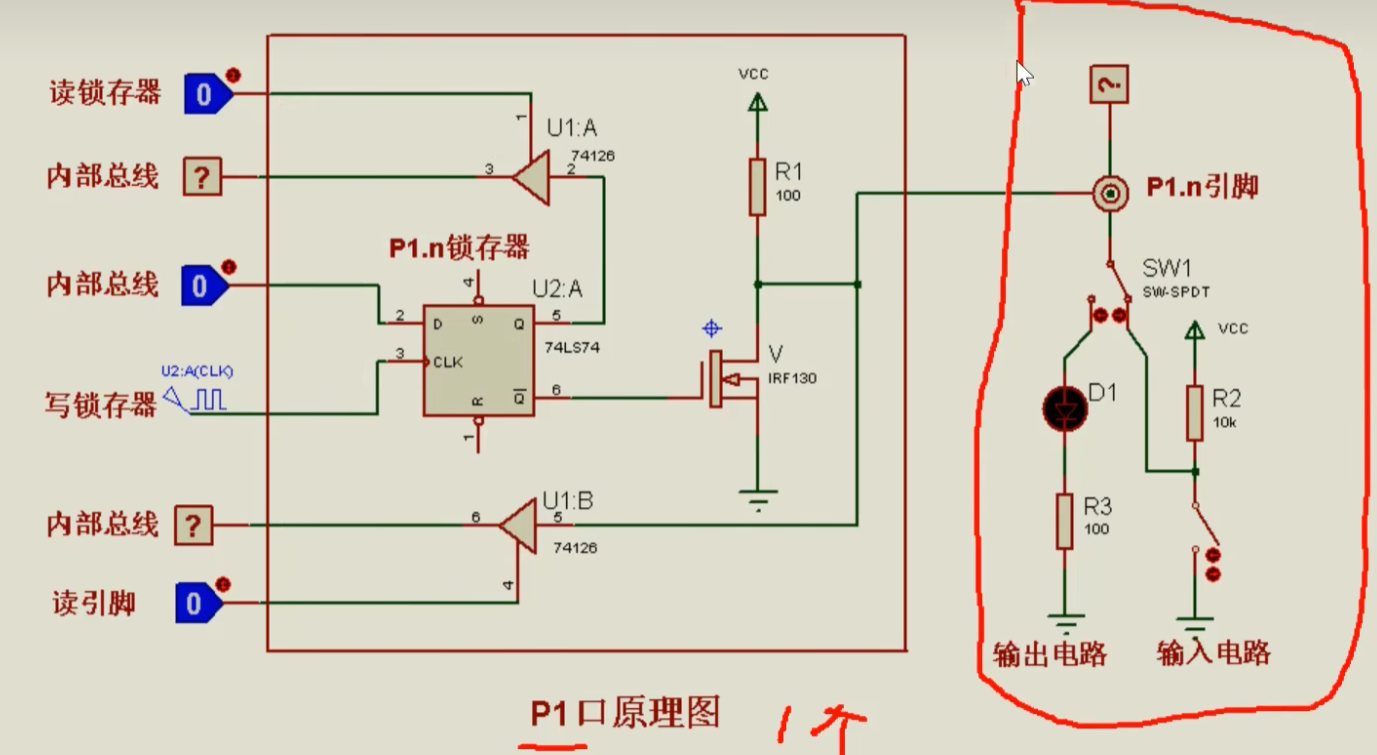 读锁存器 0
内部总线 ?
内部总线 0
U2:A(CLK)
写锁存器
内部总线 ?
读引脚 0
1
U1:A
74126
3 2
P1.n锁存器
4
U2:A
2 D S Q 5
74LS74
3 CLK
R Q 6
1
VCC
R1
100
V
IRF130
U1:B
6 5
74126
4
?
P1.n引脚
SW1
SW-SPDT
VCC
D1
R2
10k
R3
100
输出电路 输入电路
P1口原理图 1个